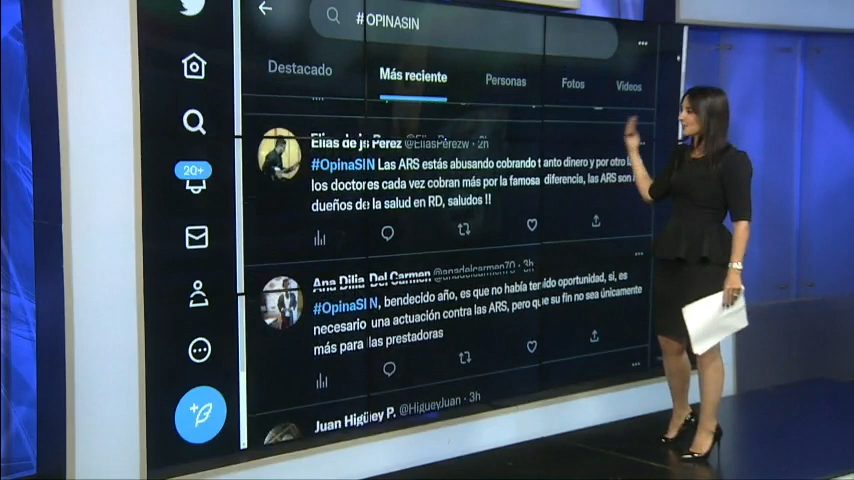 #OPINASIN
Destacado
Más reciente
Personas
Fotos
Videos
20+
Elias de js Perez @EliasPerezw · 2h
#OpinaSIN Las ARS estás abusando cobrando tanto dinero y por otro
los doctores cada vez cobran más por la famosa diferencia, las ARS son
dueños de la salud en RD, saludos !!
Ana Dilia Del Carmen @anadelcarmen70 · 3h
#OpinaSIN, bendecido año, es que no había tenido oportunidad, si, es
necesario una actuación contra las ARS, pero que su fin no sea únicamente
más para las prestadoras
Juan Higüey P. @HigueyJuan · 3h